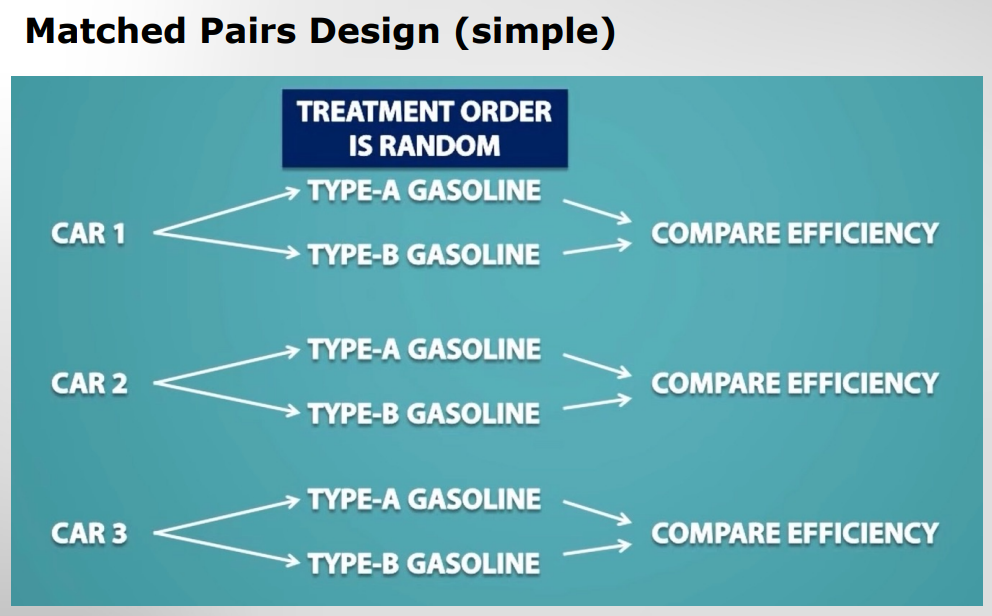 Matched Pairs Design (simple)
TREATMENT ORDER
IS RANDOM
TYPE-A GASOLINE
CAR 1
COMPARE EFFICIENCY
TYPE-B GASOLINE
TYPE-A GASOLINE
CAR 2
COMPARE EFFICIENCY
TYPE-B GASOLINE
TYPE-A GASOLINE
CAR 3
COMPARE EFFICIENCY
TYPE-B GASOLINE